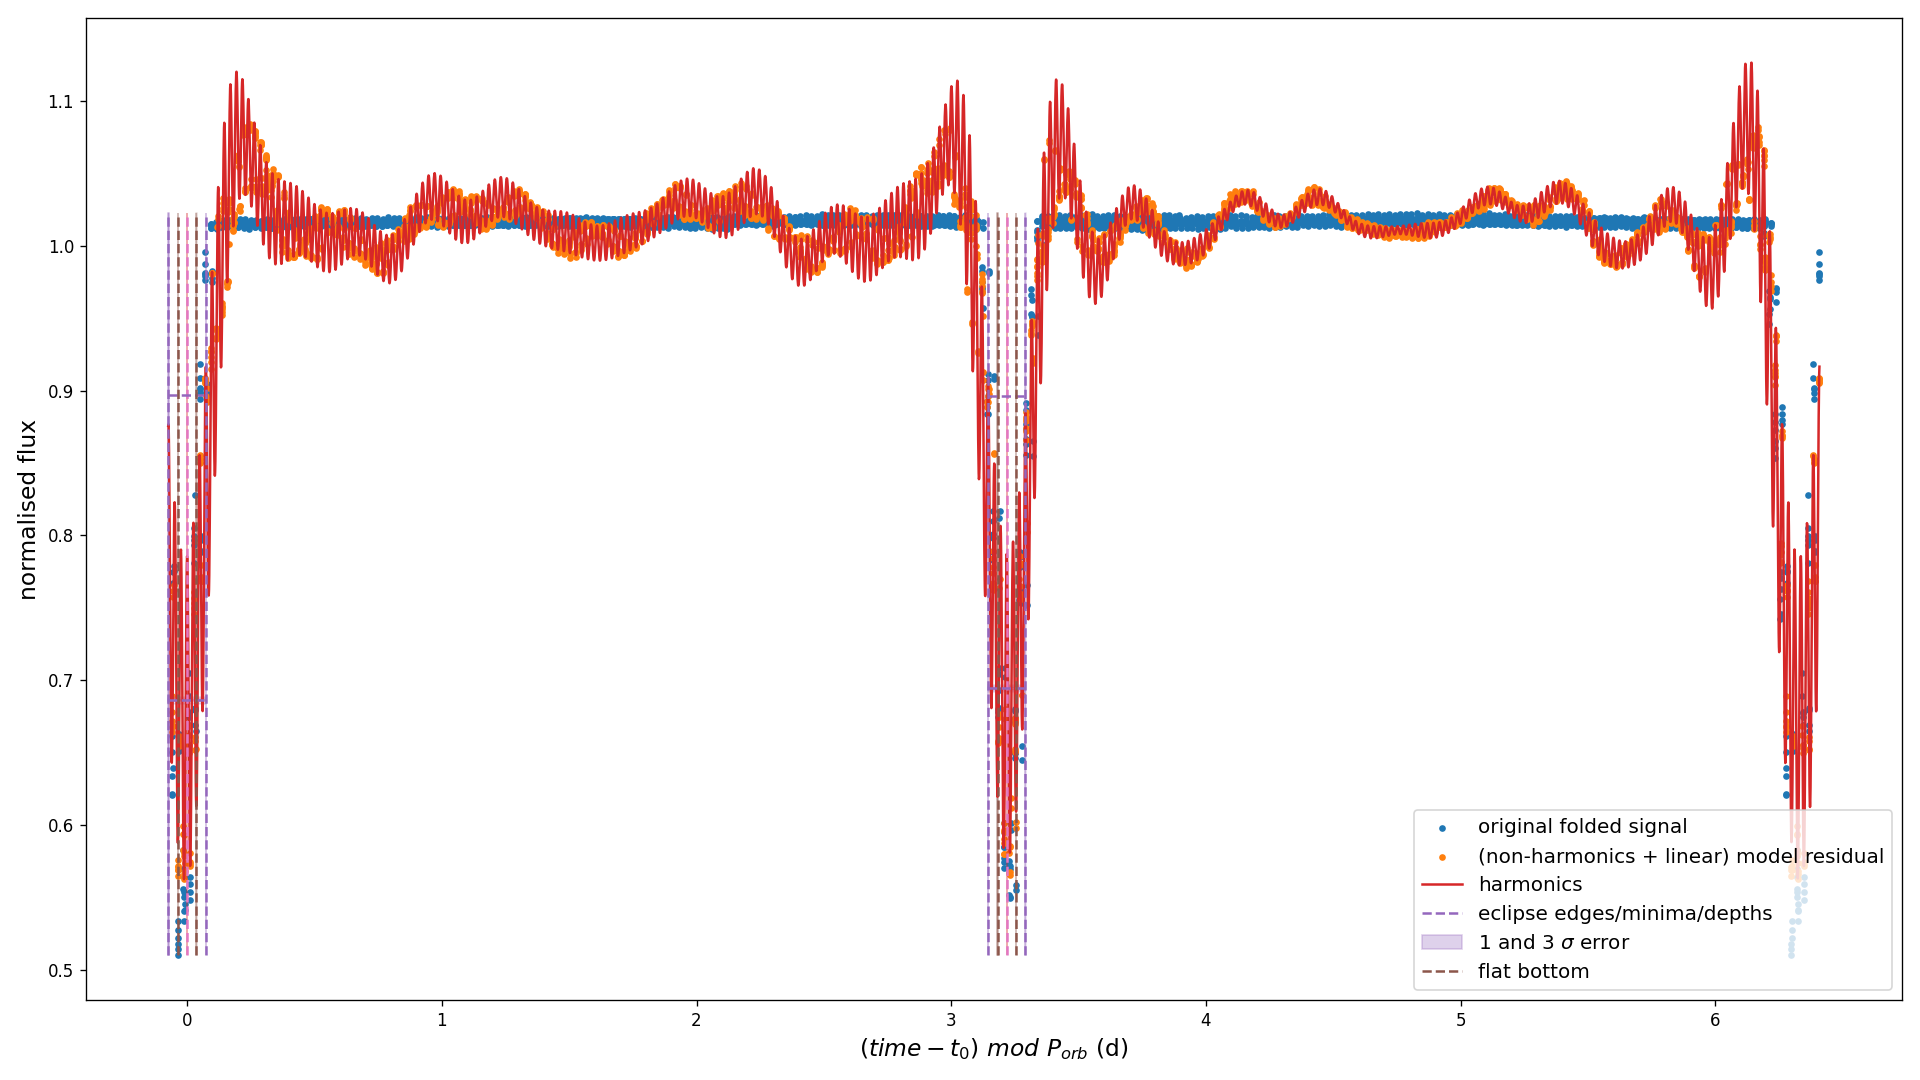 normalised flux
1.1
1.0
0.9
0.8
0.7
0.6
0.5
0
1
2
3
4
5
6
(time − t₀) mod P_orb (d)
original folded signal
(non-harmonics + linear) model residual
harmonics
eclipse edges/minima/depths
1 and 3 σ error
flat bottom